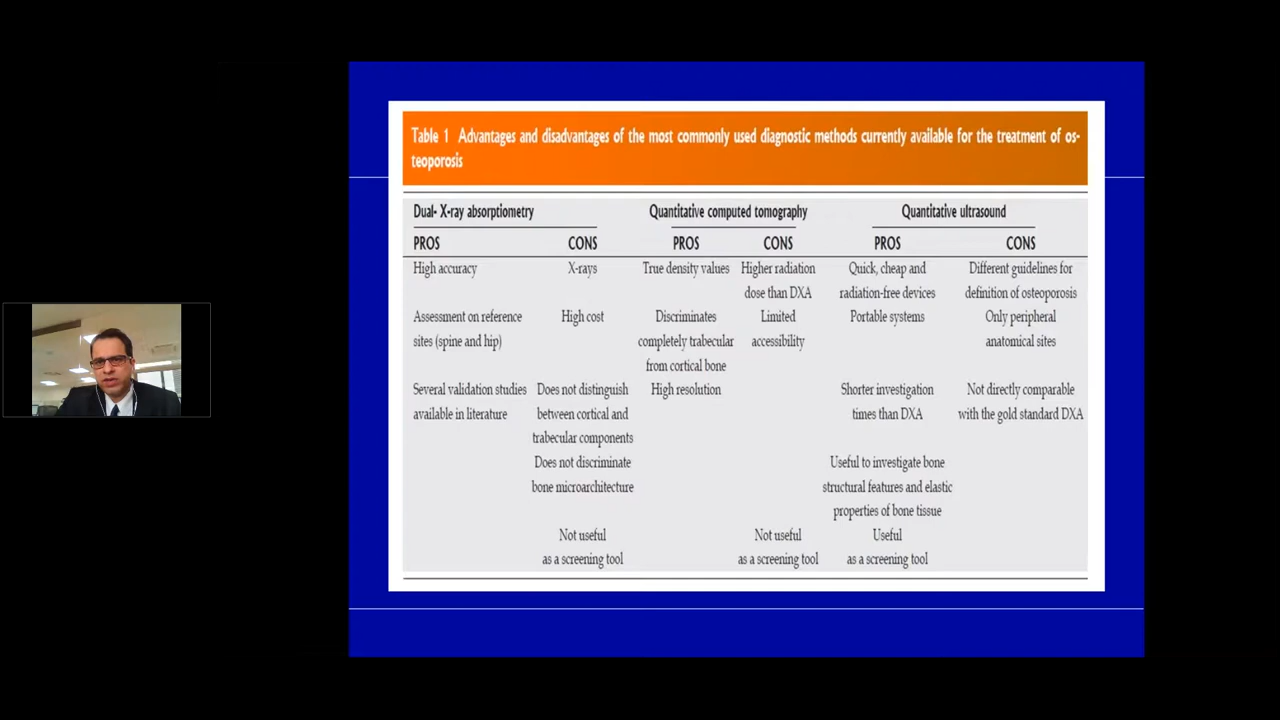 Table 1 Advantages and disadvantages of the most commonly used diagnostic methods currently available for the treatment of os-
teoporosis
Dual- X-ray absorptiometry Quantitative computed tomography Quantitative ultrasound
PROS CONS PROS CONS PROS CONS
High accuracy X-rays True density values Higher radiation Quick, cheap and Different guidelines for
dose than DXA radiation-free devices definition of osteoporosis
Assessment on reference High cost Discriminates Limited Portable systems Only peripheral
sites (spine and hip) completely trabecular accessibility anatomical sites
from cortical bone
Several validation studies Does not distinguish High resolution Shorter investigation Not directly comparable
available in literature between cortical and times than DXA with the gold standard DXA
trabecular components
Does not discriminate Useful to investigate bone
bone microarchitecture structural features and elastic
properties of bone tissue
Not useful Not useful Useful
as a screening tool as a screening tool as a screening tool